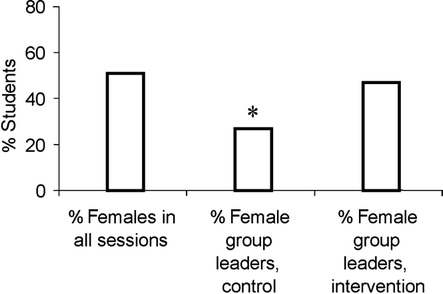 80
60
40
20
0
% Students
*
% Females in
all sessions
% Female
group
leaders,
control
% Female
group
leaders,
intervention